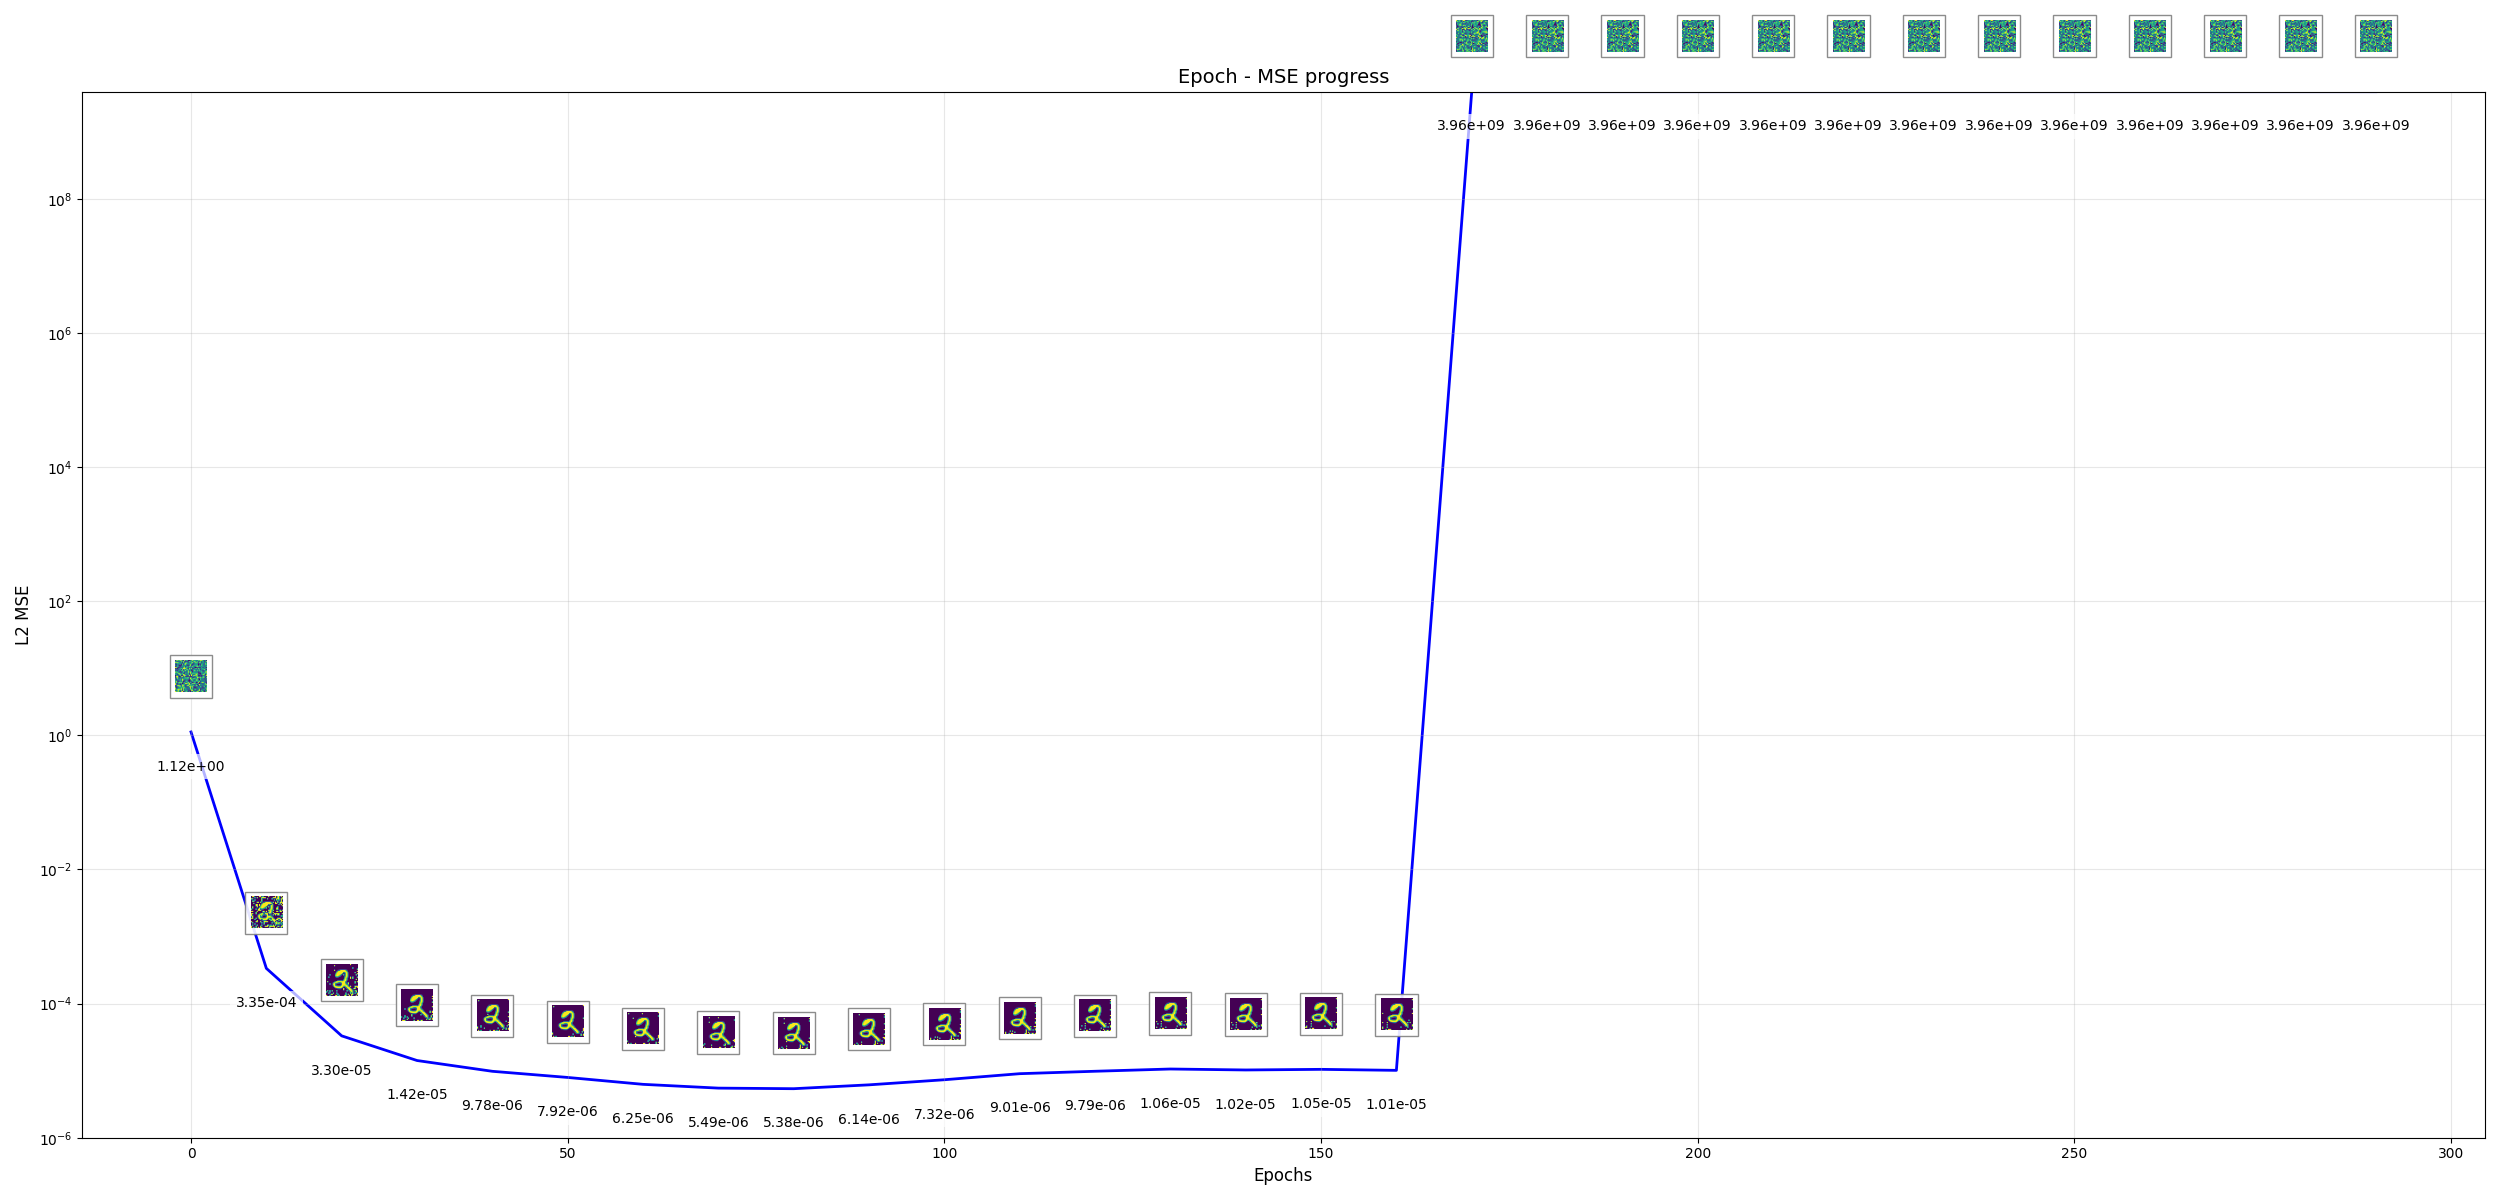 Epoch - MSE progress
3.96e+09 3.96e+09 3.96e+09 3.96e+09 3.96e+09 3.96e+09 3.96e+09 3.96e+09 3.96e+09 3.96e+09 3.96e+09 3.96e+09 3.96e+09
10^8
10^6
10^4
10^2
10^0
10^-2
10^-4
10^-6
L2 MSE
1.12e+00
3.35e-04
3.30e-05
1.42e-05
9.78e-06
7.92e-06
6.25e-06
5.49e-06
5.38e-06
6.14e-06
7.32e-06
9.01e-06
9.79e-06
1.06e-05
1.02e-05
1.05e-05
1.01e-05
0 50 100 150 200 250 300
Epochs